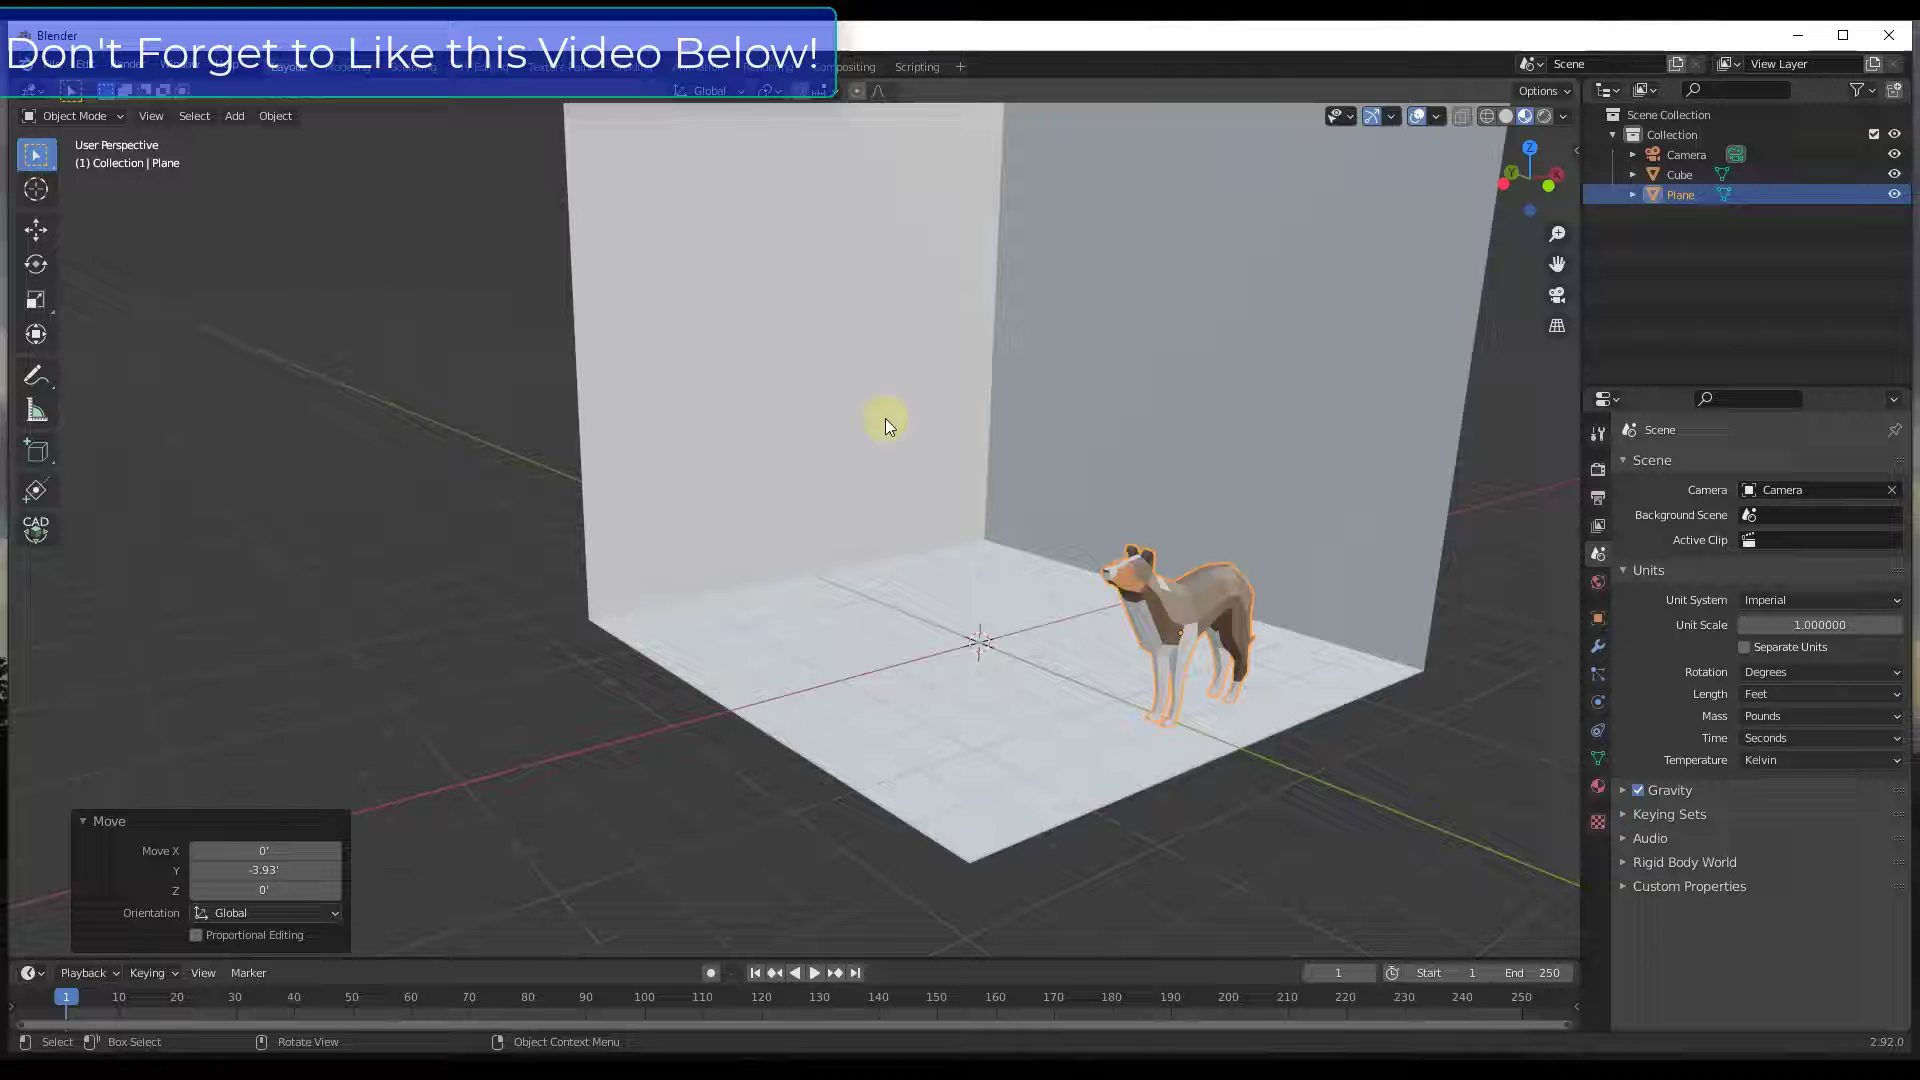 Blender
Don't Forget to Like this Video Below!
Scripting
Scene
View Layer
Global
Options
Object Mode View Select Add Object
User Perspective
(1) Collection | Plane
Scene Collection
Collection
Camera
Cube
Plane
CAD
Scene
Scene
Camera Camera
Background Scene
Active Clip
Units
Unit System Imperial
Unit Scale 1.000000
Separate Units
Rotation Degrees
Length Feet
Mass Pounds
Time Seconds
Temperature Kelvin
Gravity
Keying Sets
Audio
Rigid Body World
Custom Properties
Move
Move X 0'
Y -3.93'
Z 0'
Orientation Global
Proportional Editing
Playback Keying View Marker
1 Start 1 End 250
1 10 20 30 40 50 60 70 80 90 100 110 120 130 140 150 160 170 180 190 200 210 220 230 240 250
Select Box Select Rotate View Object Context Menu
2.92.0